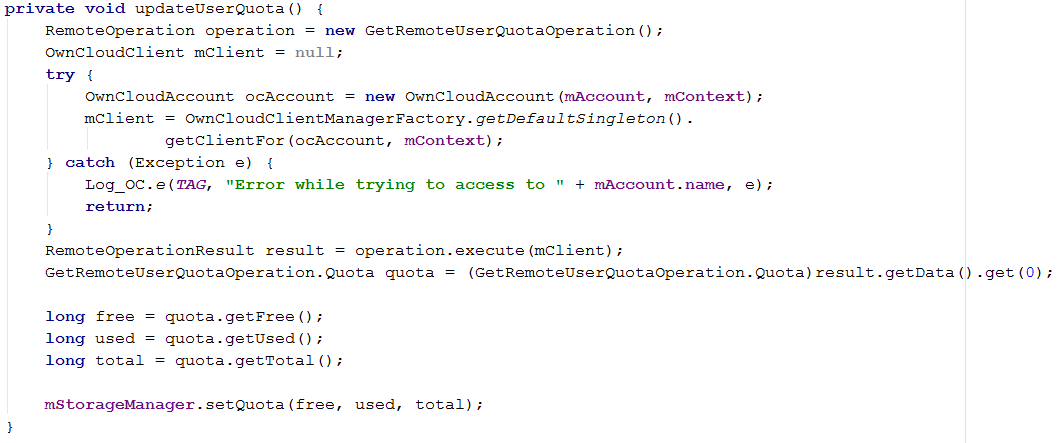 private void updateUserQuota() {
    RemoteOperation operation = new GetRemoteUserQuotaOperation();
    OwnCloudClient mClient = null;
    try {
        OwnCloudAccount ocAccount = new OwnCloudAccount(mAccount, mContext);
        mClient = OwnCloudClientManagerFactory.getDefaultSingleton().
                getClientFor(ocAccount, mContext);
    } catch (Exception e) {
        Log_OC.e(TAG, "Error while trying to access to " + mAccount.name, e);
        return;
    }
    RemoteOperationResult result = operation.execute(mClient);
    GetRemoteUserQuotaOperation.Quota quota = (GetRemoteUserQuotaOperation.Quota)result.getData().get(0);

    long free = quota.getFree();
    long used = quota.getUsed();
    long total = quota.getTotal();

    mStorageManager.setQuota(free, used, total);
}